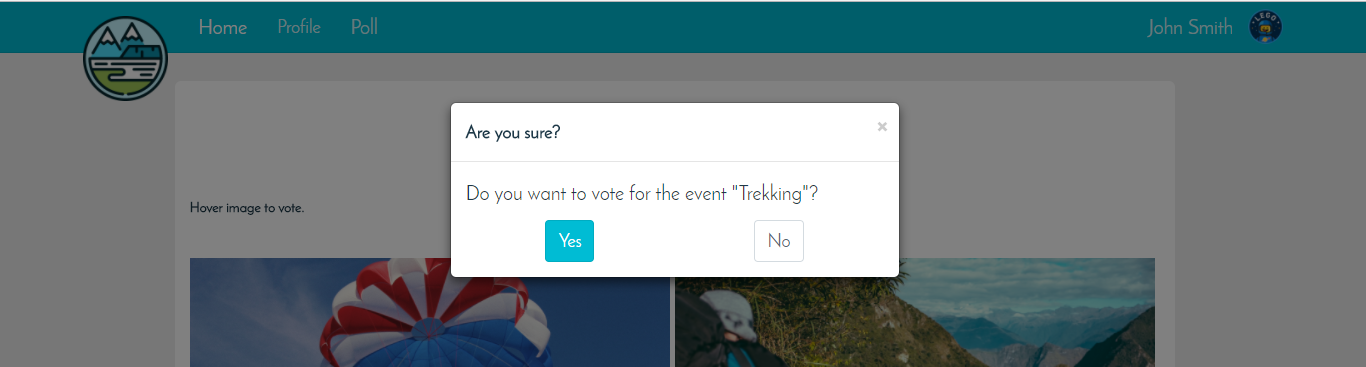 Home Profile Poll John Smith
LEGO
Are you sure? ×
Do you want to vote for the event "Trekking"?
Yes No
Hover image to vote.